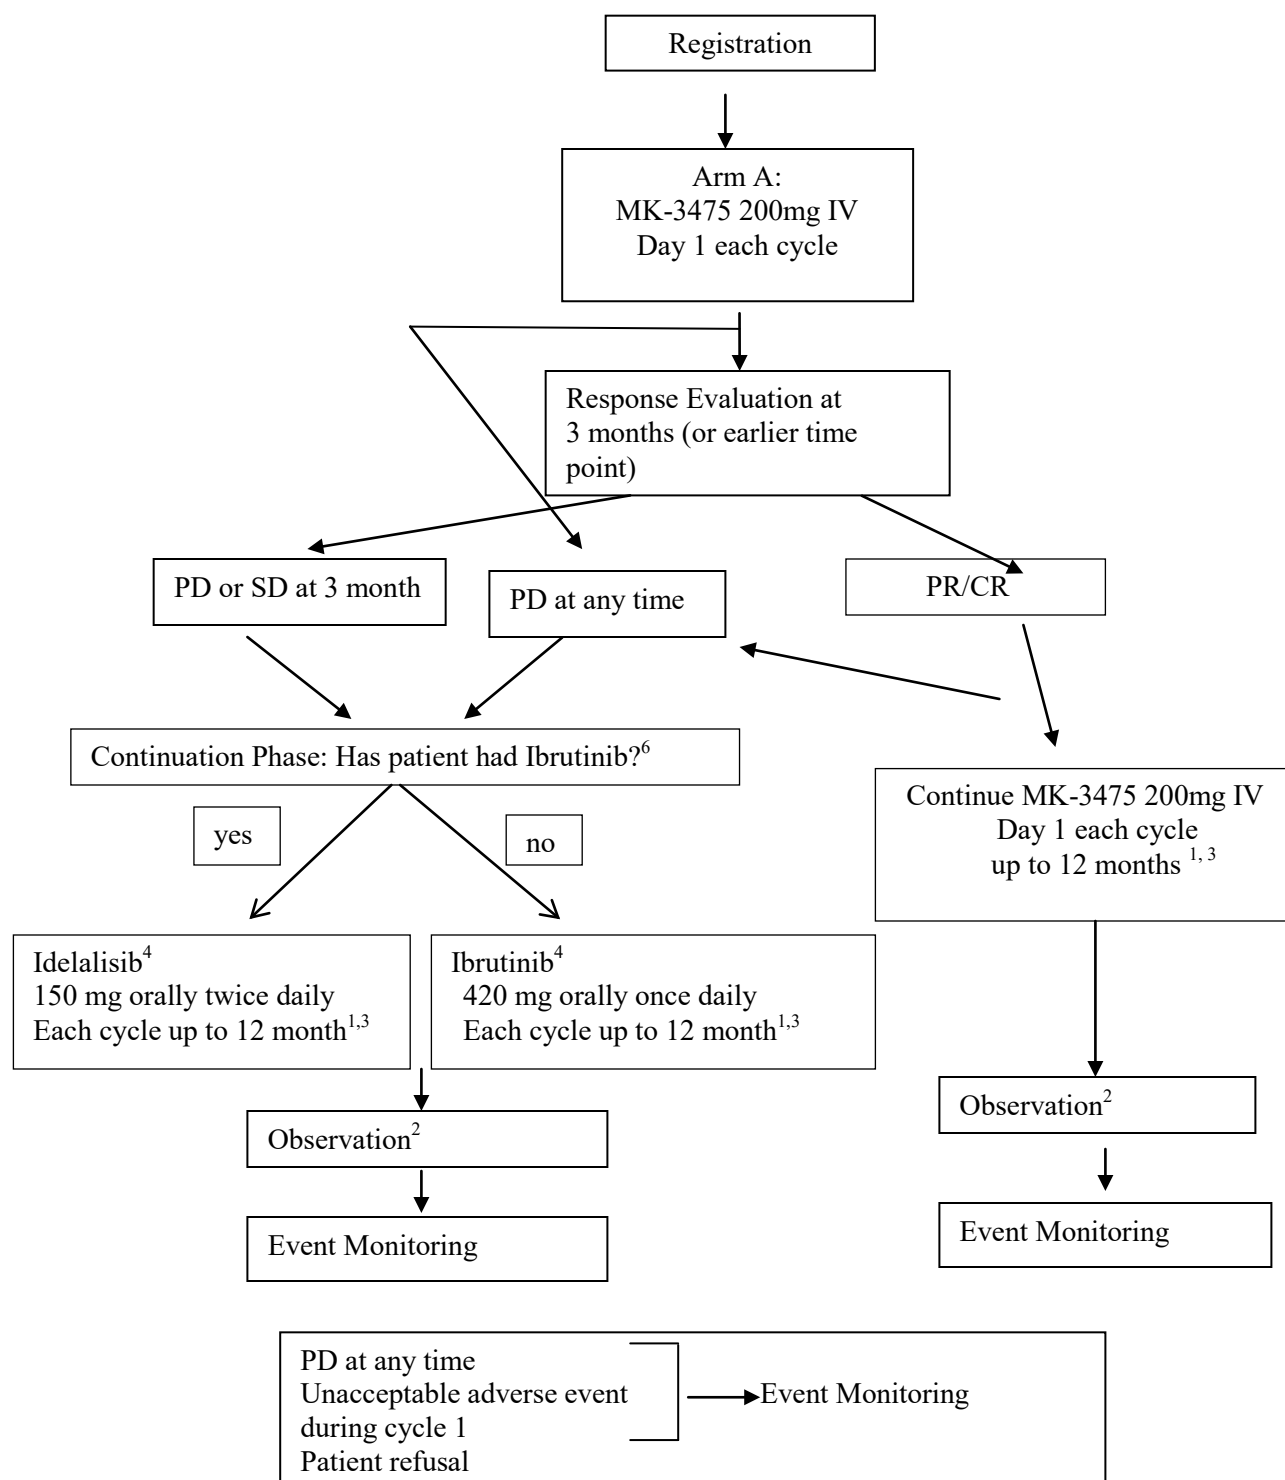 Registration
Arm A:
MK-3475 200mg IV
Day 1 each cycle
Response Evaluation at
3 months (or earlier time
point)
PD or SD at 3 month
PD at any time
PR/CR
Continuation Phase: Has patient had Ibrutinib?⁶
yes
no
Continue MK-3475 200mg IV
Day 1 each cycle
up to 12 months ¹, ³
Idelalisib⁴
150 mg orally twice daily
Each cycle up to 12 month¹,³
Ibrutinib⁴
420 mg orally once daily
Each cycle up to 12 month¹,³
Observation²
Event Monitoring
Observation²
Event Monitoring
PD at any time
Unacceptable adverse event
during cycle 1
Patient refusal
Event Monitoring